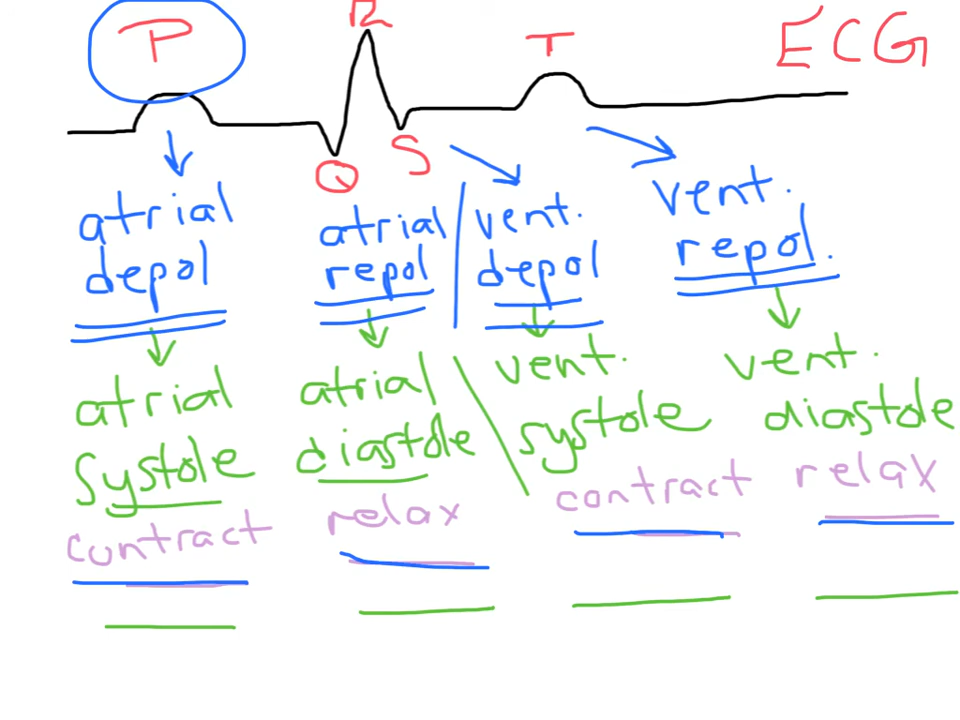 P R T ECG
Q S
atrial atrial / vent. vent.
depol repol / depol repol.
atrial atrial \ vent. vent.
systole diastole \ systole diastole
contract relax contract relax